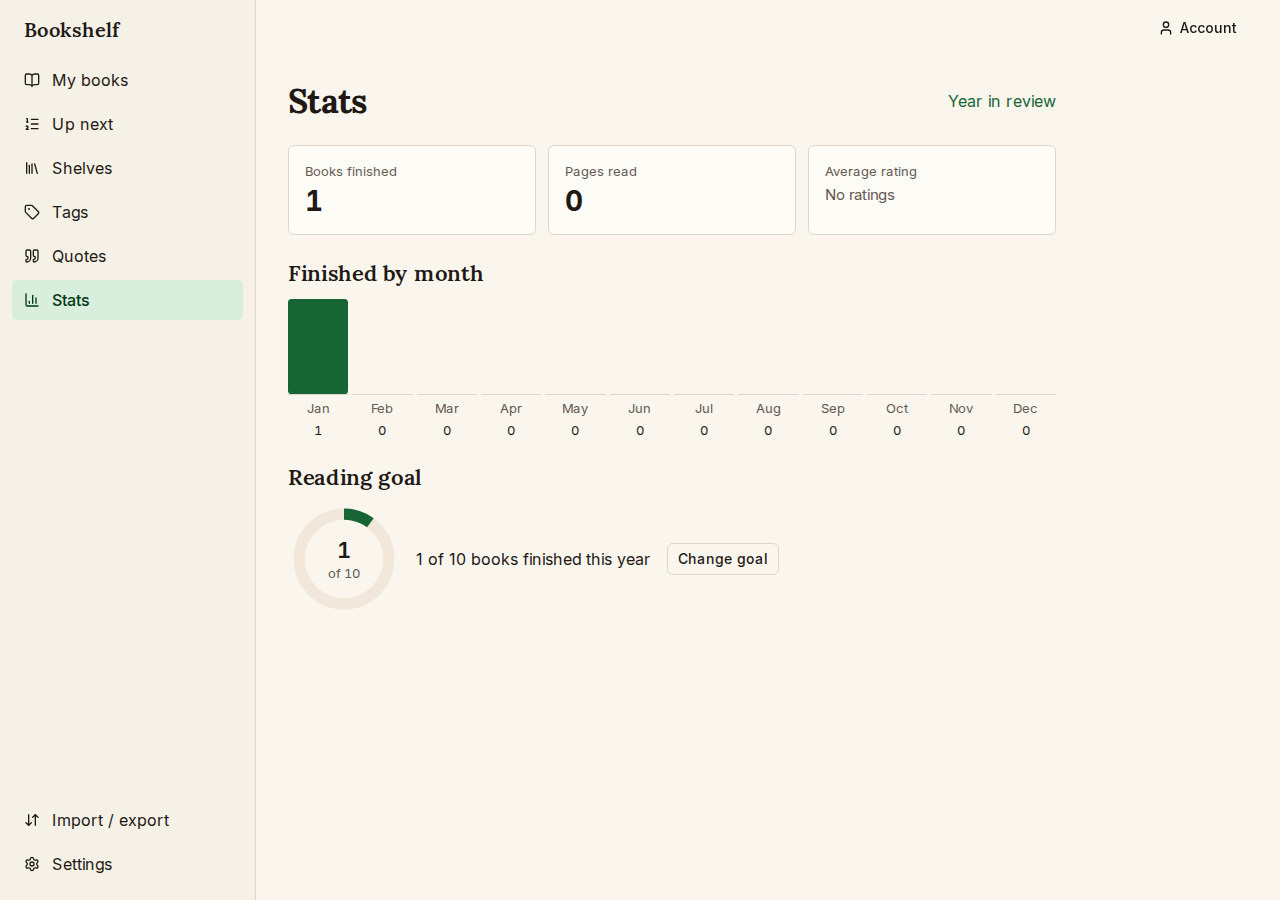 Bookshelf
Account
My books
Up next
Shelves
Tags
Quotes
Stats
Import / export
Settings
Stats
Year in review
Books finished
1
Pages read
0
Average rating
No ratings
Finished by month
Jan Feb Mar Apr May Jun Jul Aug Sep Oct Nov Dec
1 0 0 0 0 0 0 0 0 0 0 0
Reading goal
1
of 10
1 of 10 books finished this year
Change goal